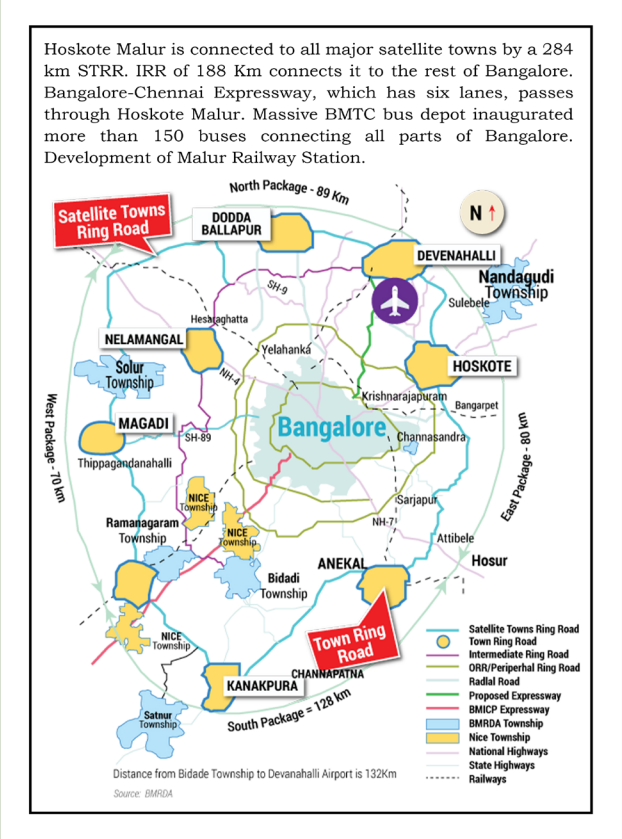 Hoskote Malur is connected to all major satellite towns by a 284
km STRR. IRR of 188 Km connects it to the rest of Bangalore.
Bangalore-Chennai Expressway, which has six lanes, passes
through Hoskote Malur. Massive BMTC bus depot inaugurated
more than 150 buses connecting all parts of Bangalore.
Development of Malur Railway Station.
North Package - 89 Km
Satellite Towns
Ring Road
DODDA
BALLAPUR
N
DEVENAHALLI
Nandagudi
Township
SH-9
Sulebele
Hesaraghatta
NELAMANGAL
Yelahanka
Solur
Township
NH-4
HOSKOTE
Krishnarajapuram
Bangarpet
West Package - 70 km
MAGADI
SH-89
Bangalore
Channasandra
East Package - 80 km
Thippagandanahalli
NICE
Township
Sarjapur
Ramanagaram
Township
NICE
Township
NH-7
Attibele
Hosur
ANEKAL
Bidadi
Township
Town Ring
Road
NICE
Township
CHANNAPATNA
KANAKPURA
Satnur
Township
South Package = 128 km
Satellite Towns Ring Road
Town Ring Road
Intermediate Ring Road
ORR/Periperhal Ring Road
Radlal Road
Proposed Expressway
BMICP Expressway
BMRDA Township
Nice Township
National Highways
State Highways
Railways
Distance from Bidade Township to Devanahalli Airport is 132Km
Source: BMRDA